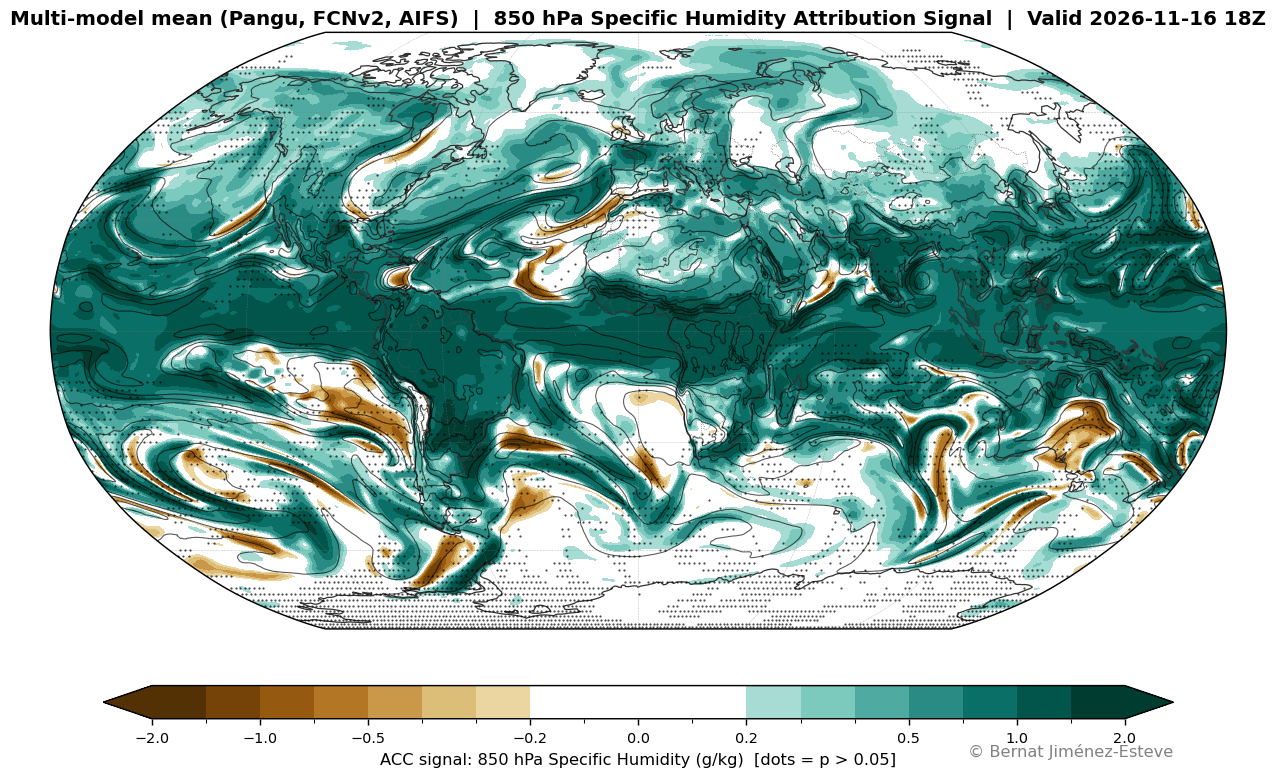 Multi-model mean (Pangu, FCNv2, AIFS) | 850 hPa Specific Humidity Attribution Signal | Valid 2026-11-16 18Z
−2.0 −1.0 −0.5 −0.2 0.0 0.2 0.5 1.0 2.0
ACC signal: 850 hPa Specific Humidity (g/kg) [dots = p > 0.05]
© Bernat Jiménez-Esteve